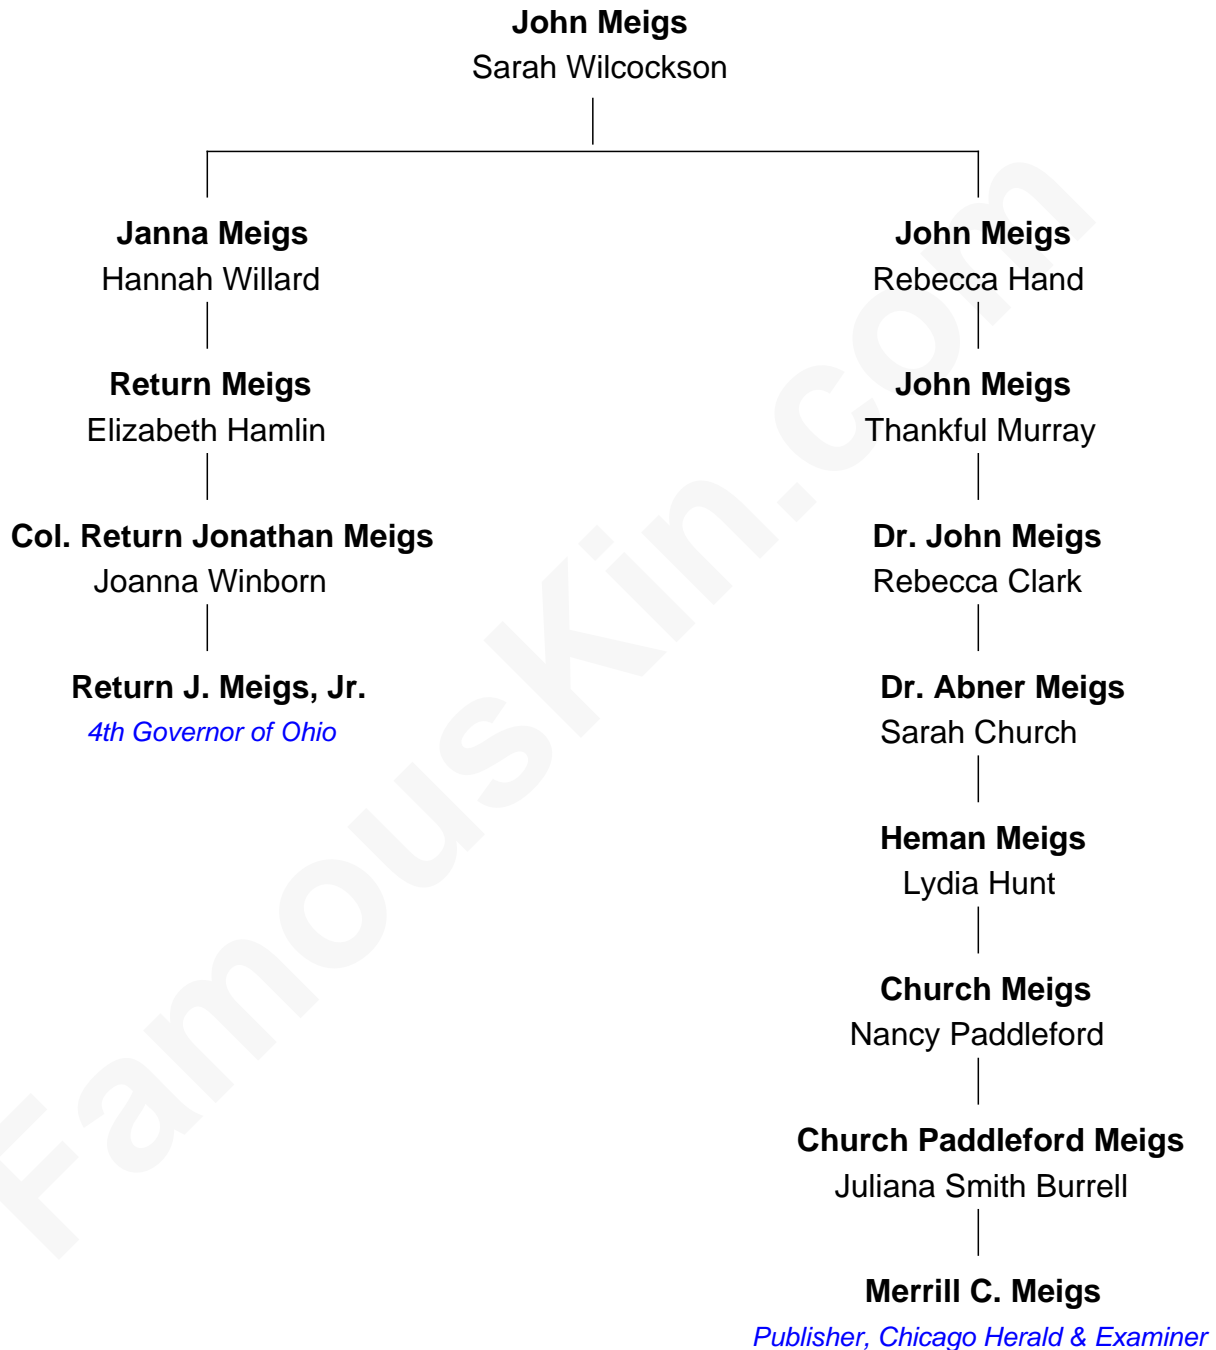 John Meigs
Sarah Wilcockson
Janna Meigs
Hannah Willard
John Meigs
Rebecca Hand
Return Meigs
Elizabeth Hamlin
John Meigs
Thankful Murray
Col. Return Jonathan Meigs
Joanna Winborn
Dr. John Meigs
Rebecca Clark
Return J. Meigs, Jr.
4th Governor of Ohio
Dr. Abner Meigs
Sarah Church
Heman Meigs
Lydia Hunt
Church Meigs
Nancy Paddleford
Church Paddleford Meigs
Juliana Smith Burrell
Merrill C. Meigs
Publisher, Chicago Herald & Examiner
FamousKin.com